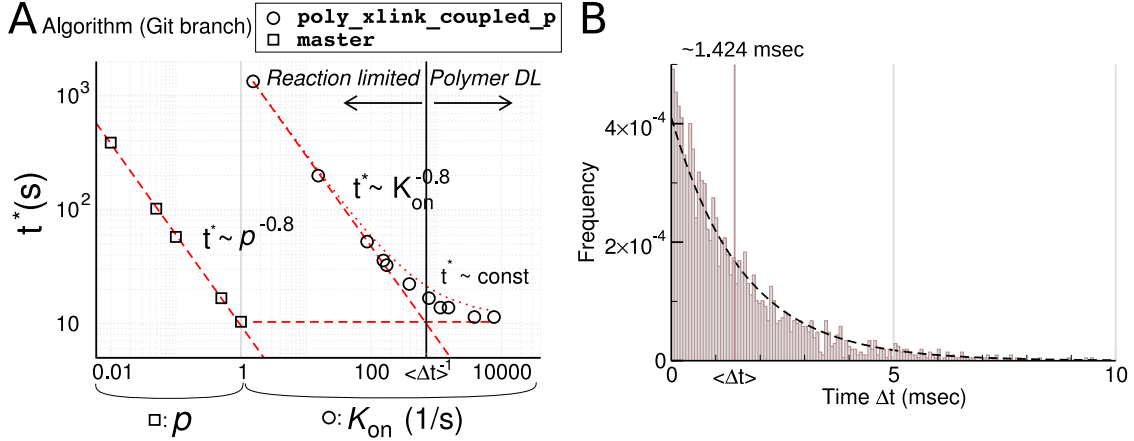 A
Algorithm (Git branch)
poly_xlink_coupled_p
master
Reaction limited
Polymer DL
10³
10²
10
t*(s)
t*~ K_on^-0.8
t*~ p^-0.8
t*~ const
0.01
1
100
<Δt>⁻¹
10000
: p
: K_on (1/s)
B
~1.424 msec
4×10⁻⁴
2×10⁻⁴
0
Frequency
0
<Δt>
5
10
Time Δt (msec)